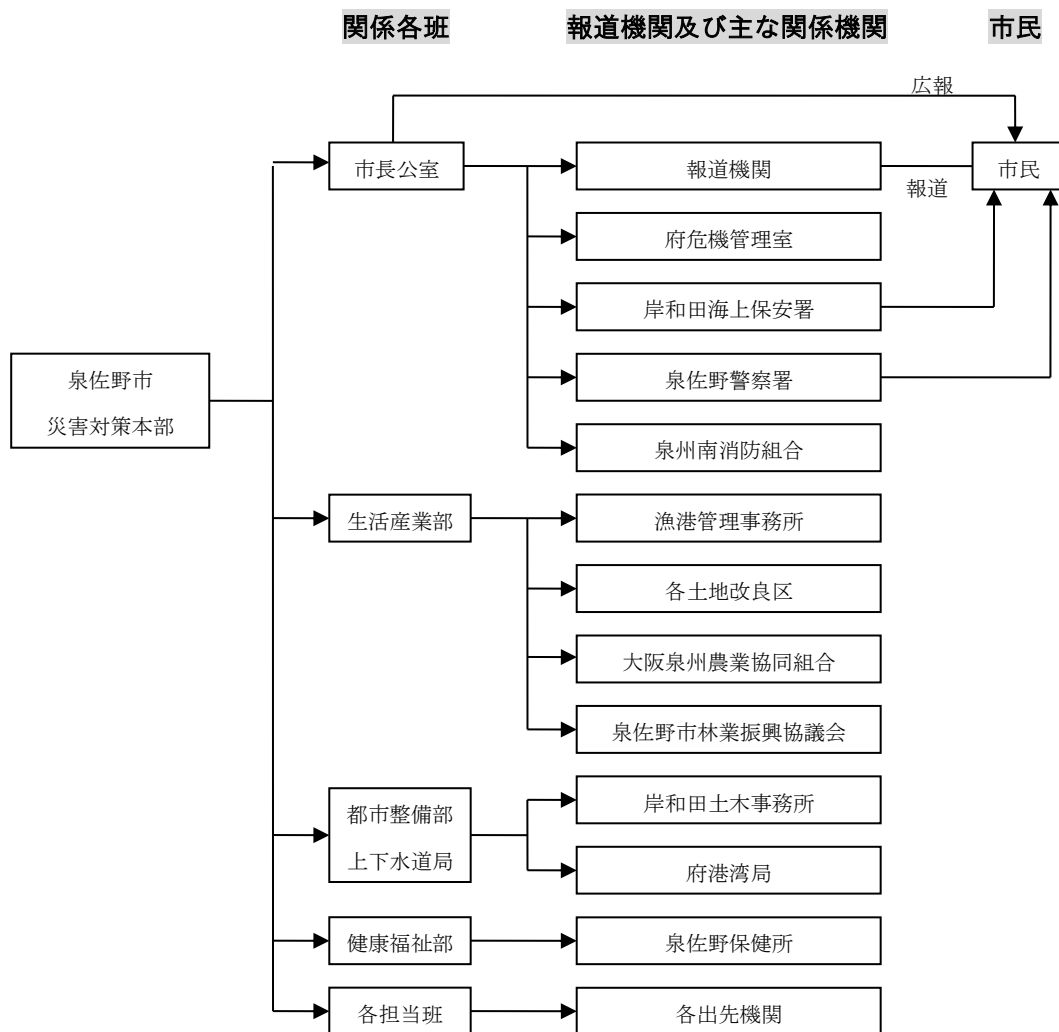 関係各班
報道機関及び主な関係機関
市民
広報
市長公室
報道機関
市民
報道
府危機管理室
岸和田海上保安署
泉佐野市
災害対策本部
泉佐野警察署
泉州南消防組合
生活産業部
漁港管理事務所
各土地改良区
大阪泉州農業協同組合
泉佐野市林業振興協議会
都市整備部
上下水道局
岸和田土木事務所
府港湾局
健康福祉部
泉佐野保健所
各担当班
各出先機関